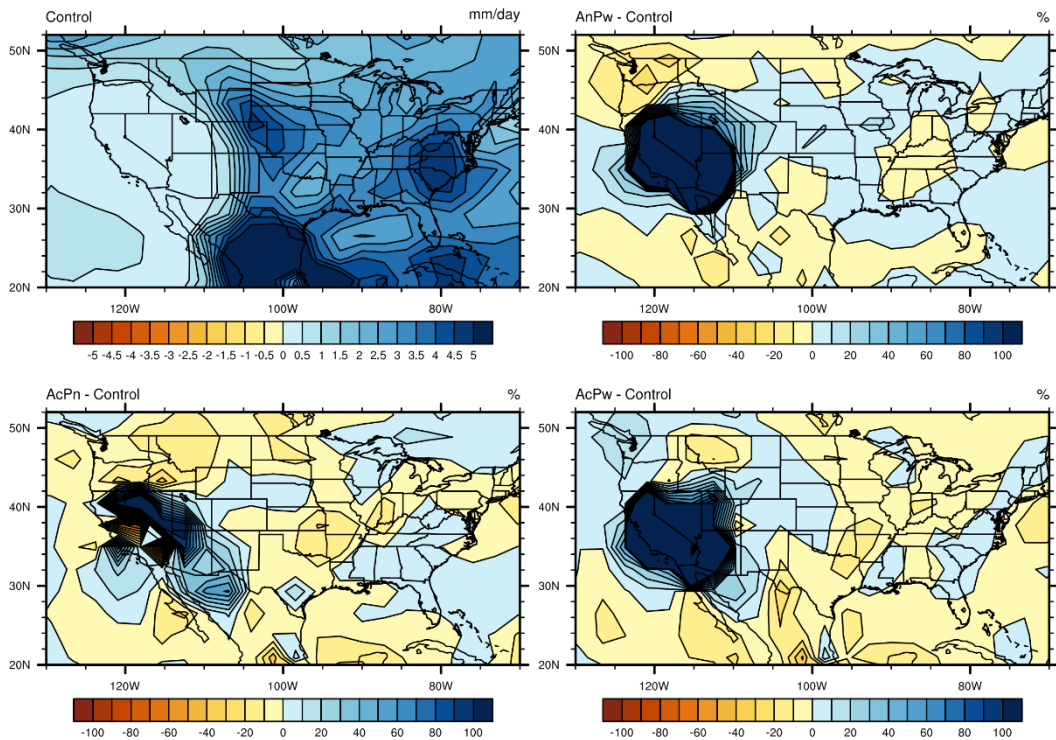 Control mm/day
50N
40N
30N
20N
120W 100W 80W
-5 -4.5 -4 -3.5 -3 -2.5 -2 -1.5 -1 -0.5 0 0.5 1 1.5 2 2.5 3 3.5 4 4.5 5
AnPw - Control %
50N
40N
30N
20N
120W 100W 80W
-100 -80 -60 -40 -20 0 20 40 60 80 100
AcPn - Control %
50N
40N
30N
20N
120W 100W 80W
-100 -80 -60 -40 -20 0 20 40 60 80 100
AcPw - Control %
50N
40N
30N
20N
120W 100W 80W
-100 -80 -60 -40 -20 0 20 40 60 80 100